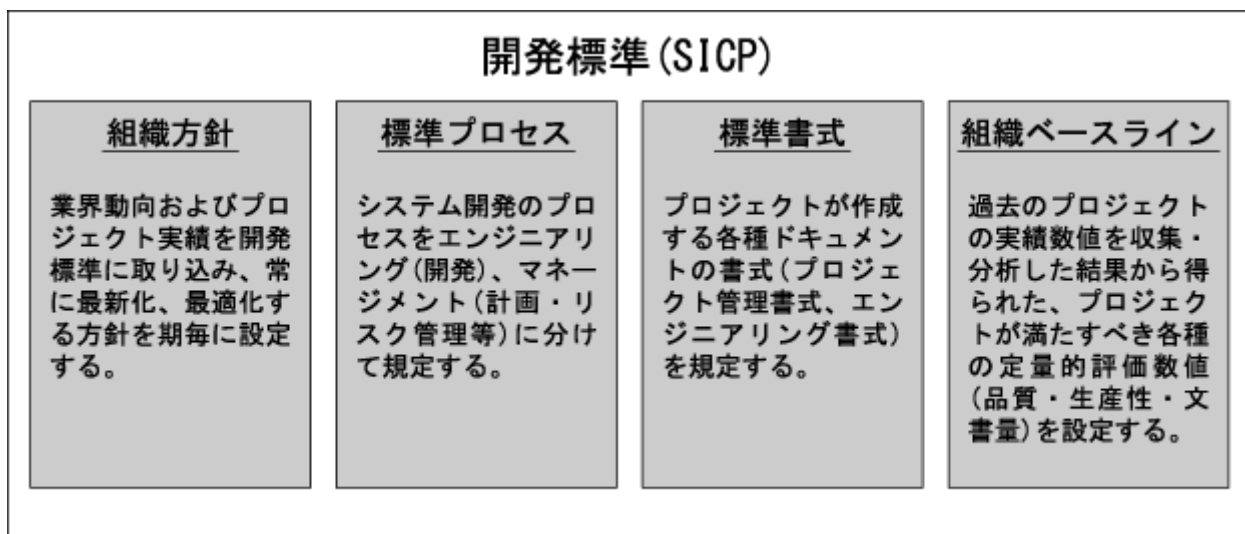 開発標準(SICP)
組織方針
業界動向およびプロ
ジェクト実績を開発
標準に取り込み、常
に最新化、最適化す
る方針を期毎に設定
する。
標準プロセス
システム開発のプロ
セスをエンジニアリ
ング(開発)、マネー
ジメント(計画・リ
スク管理等)に分け
て規定する。
標準書式
プロジェクトが作成
する各種ドキュメン
トの書式(プロジェ
クト管理書式、エン
ジニアリング書式)
を規定する。
組織ベースライン
過去のプロジェクト
の実績数値を収集・
分析した結果から得
られた、プロジェク
トが満たすべき各種
の定量的評価数値
(品質・生産性・文
書量)を設定する。